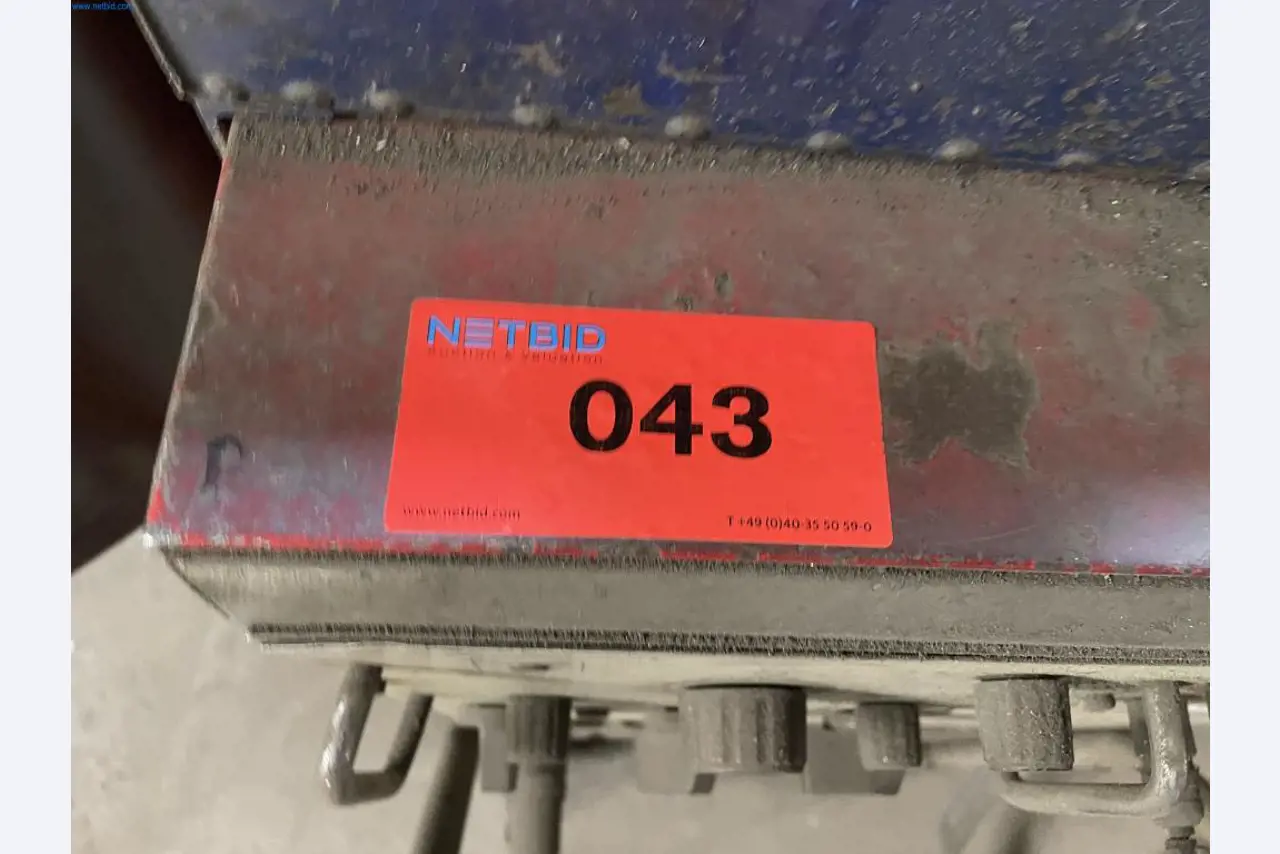 www.netbid.com
NETBID
auction & valuation
043
www.netbid.com
T +49 (0)40-35 50 59-0